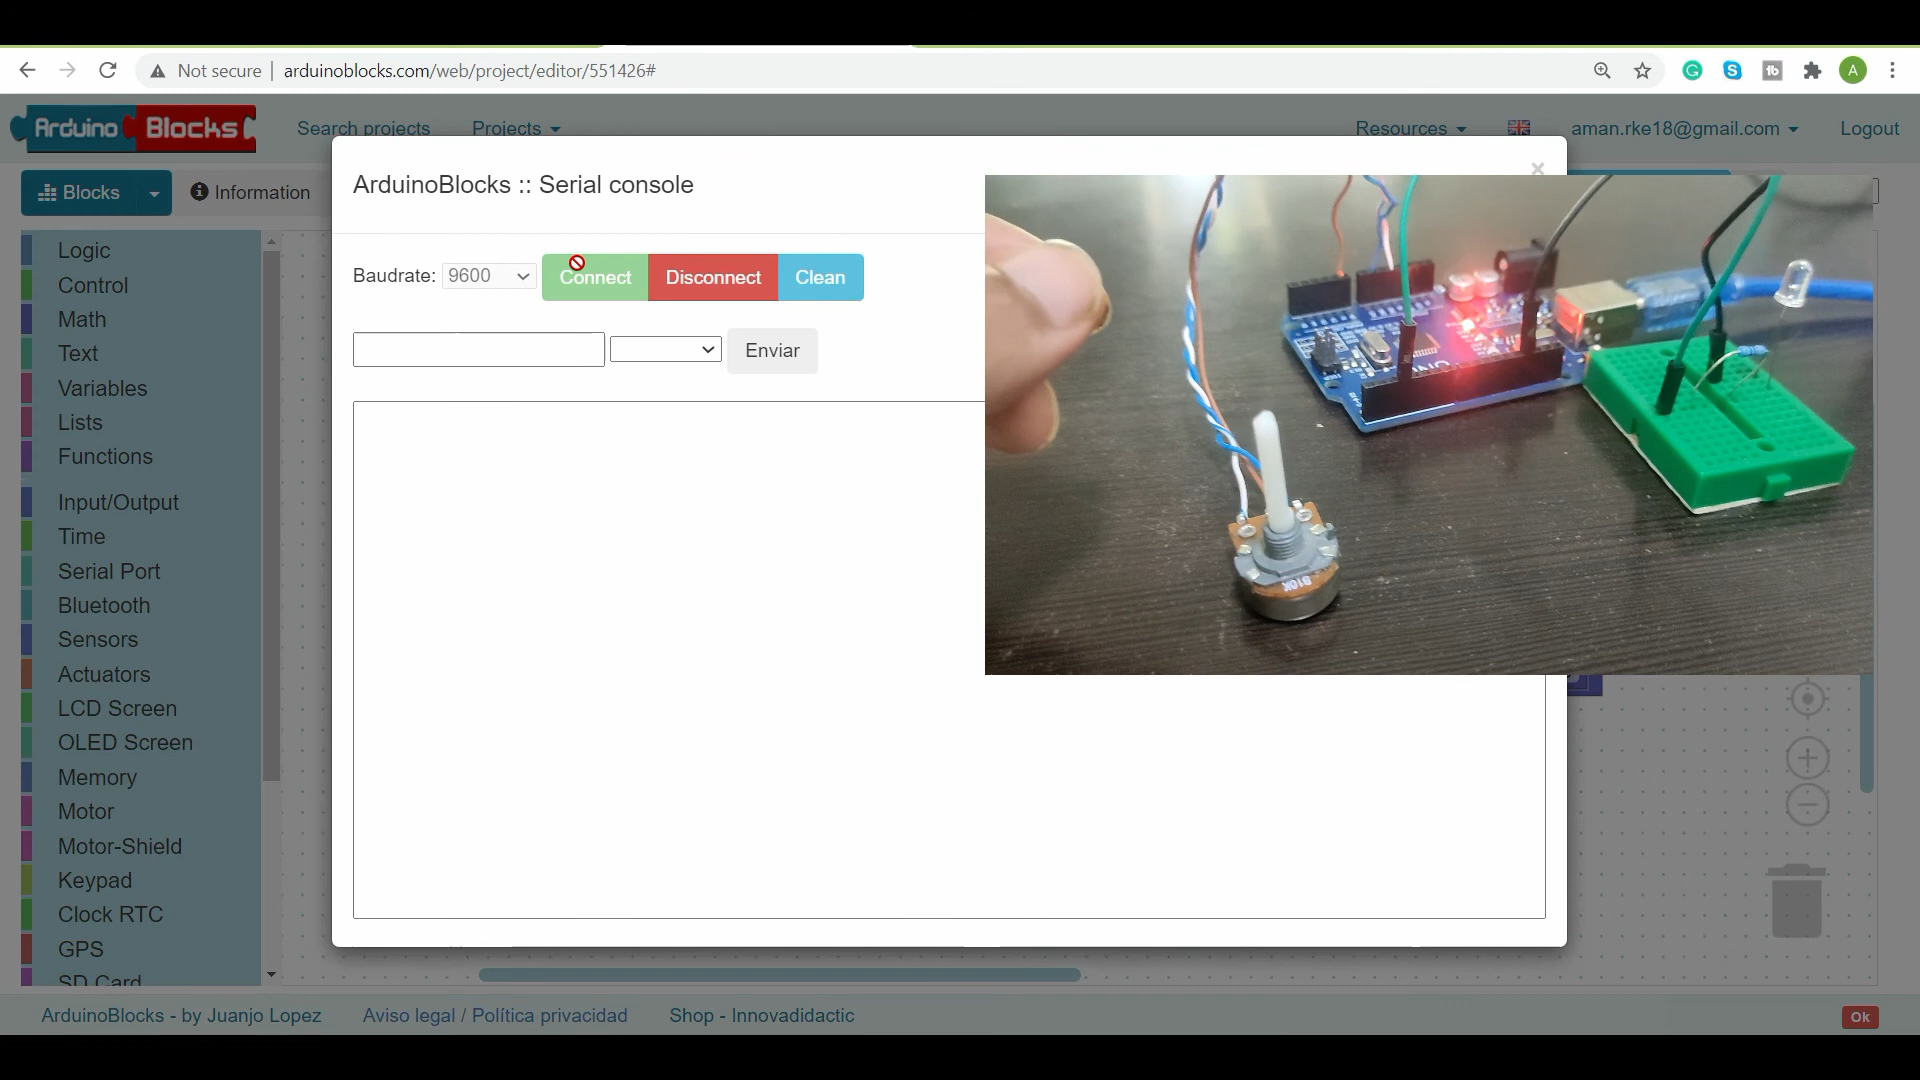 Not secure | arduinoblocks.com/web/project/editor/551426#
A
Arduino Blocks
Search projects
Projects
Resources
aman.rke18@gmail.com
Logout
Blocks
Information
ArduinoBlocks :: Serial console
×
Baudrate: 9600
Connect
Disconnect
Clean
Enviar
Logic
Control
Math
Text
Variables
Lists
Functions
Input/Output
Time
Serial Port
Bluetooth
Sensors
Actuators
LCD Screen
OLED Screen
Memory
Motor
Motor-Shield
Keypad
Clock RTC
GPS
SD Card
B10K
ArduinoBlocks - by Juanjo Lopez
Aviso legal / Política privacidad
Shop - Innovadidactic
Ok